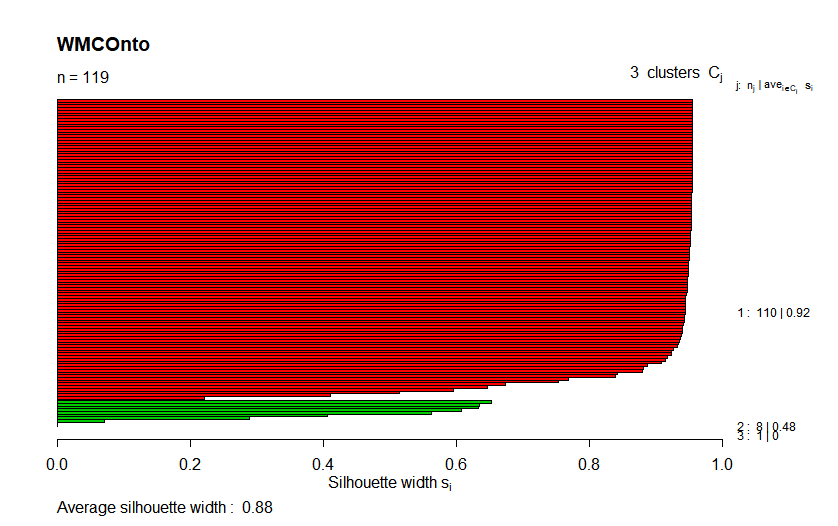 WMCOnto
n = 119
3 clusters Cj
j: nj | avei∈Cj si
1 : 110 | 0.92
2 : 8 | 0.48
3 : 1 | 0
0.0 0.2 0.4 0.6 0.8 1.0
Silhouette width si
Average silhouette width : 0.88